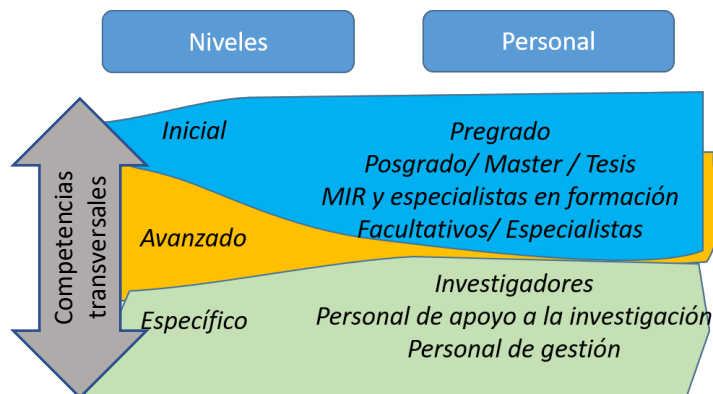 Niveles
Personal
Inicial
Pregrado
Posgrado/ Master / Tesis
MIR y especialistas en formación
Facultativos/ Especialistas
Avanzado
Competencias
transversales
Investigadores
Específico
Personal de apoyo a la investigación
Personal de gestión